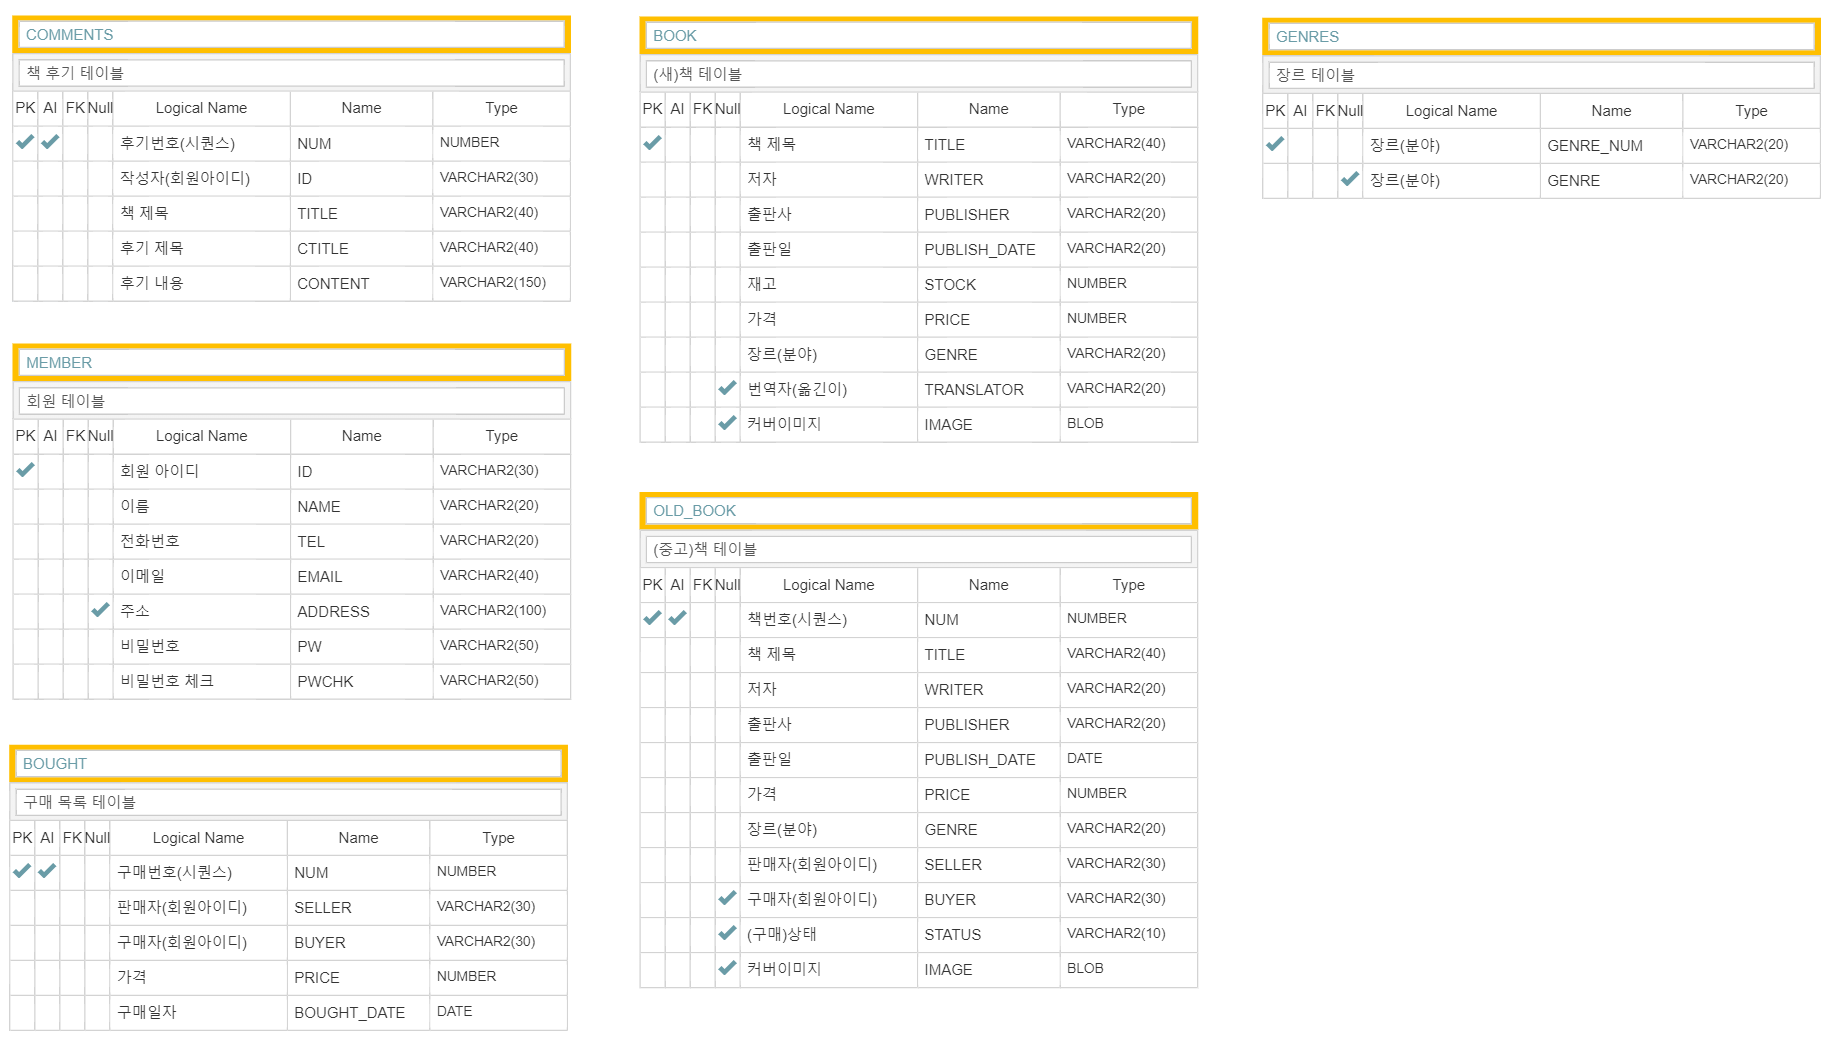 COMMENTS
책 후기 테이블
PK AI FK Null Logical Name Name Type
후기번호(시퀀스) NUM NUMBER
작성자(회원아이디) ID VARCHAR2(30)
책 제목 TITLE VARCHAR2(40)
후기 제목 CTITLE VARCHAR2(40)
후기 내용 CONTENT VARCHAR2(150)
MEMBER
회원 테이블
PK AI FK Null Logical Name Name Type
회원 아이디 ID VARCHAR2(30)
이름 NAME VARCHAR2(20)
전화번호 TEL VARCHAR2(20)
이메일 EMAIL VARCHAR2(40)
주소 ADDRESS VARCHAR2(100)
비밀번호 PW VARCHAR2(50)
비밀번호 체크 PWCHK VARCHAR2(50)
BOUGHT
구매 목록 테이블
PK AI FK Null Logical Name Name Type
구매번호(시퀀스) NUM NUMBER
판매자(회원아이디) SELLER VARCHAR2(30)
구매자(회원아이디) BUYER VARCHAR2(30)
가격 PRICE NUMBER
구매일자 BOUGHT_DATE DATE
BOOK
(새)책 테이블
PK AI FK Null Logical Name Name Type
책 제목 TITLE VARCHAR2(40)
저자 WRITER VARCHAR2(20)
출판사 PUBLISHER VARCHAR2(20)
출판일 PUBLISH_DATE VARCHAR2(20)
재고 STOCK NUMBER
가격 PRICE NUMBER
장르(분야) GENRE VARCHAR2(20)
번역자(옮긴이) TRANSLATOR VARCHAR2(20)
커버이미지 IMAGE BLOB
OLD_BOOK
(중고)책 테이블
PK AI FK Null Logical Name Name Type
책번호(시퀀스) NUM NUMBER
책 제목 TITLE VARCHAR2(40)
저자 WRITER VARCHAR2(20)
출판사 PUBLISHER VARCHAR2(20)
출판일 PUBLISH_DATE DATE
가격 PRICE NUMBER
장르(분야) GENRE VARCHAR2(20)
판매자(회원아이디) SELLER VARCHAR2(30)
구매자(회원아이디) BUYER VARCHAR2(30)
(구매)상태 STATUS VARCHAR2(10)
커버이미지 IMAGE BLOB
GENRES
장르 테이블
PK AI FK Null Logical Name Name Type
장르(분야) GENRE_NUM VARCHAR2(20)
장르(분야) GENRE VARCHAR2(20)